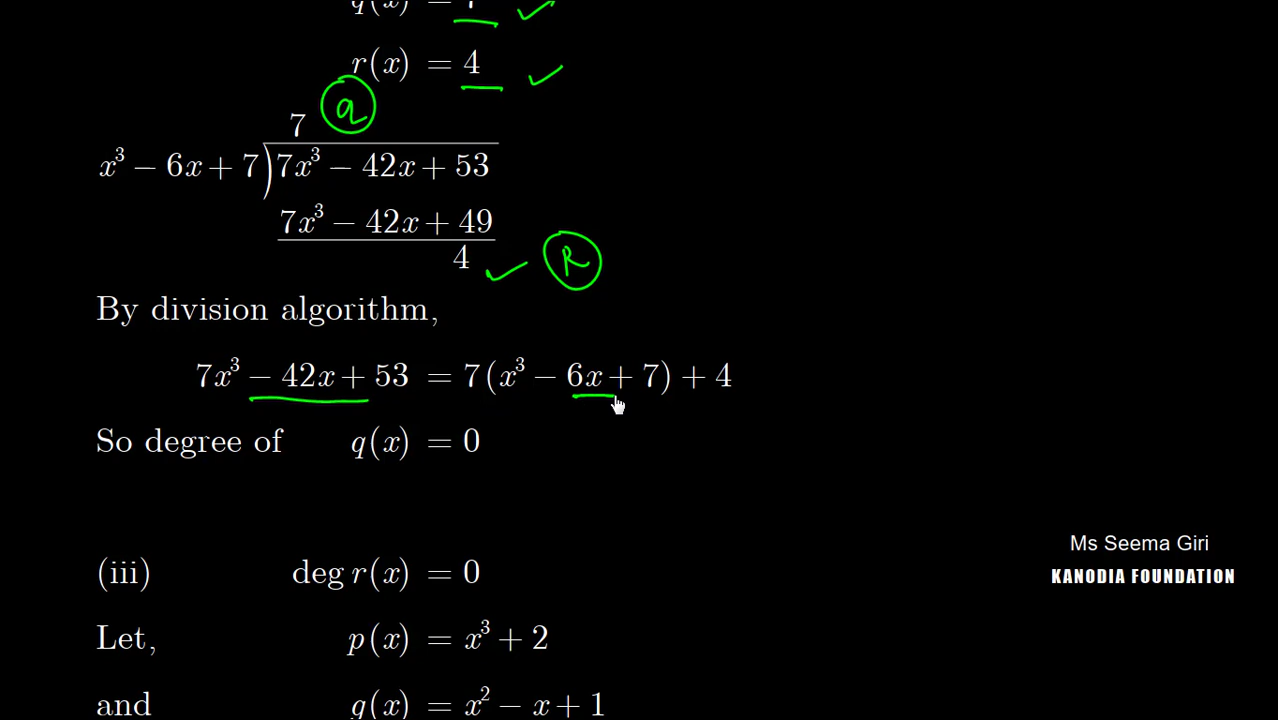 q(x) = 7
r(x) = 4
7 q
x³ − 6x + 7)7x³ − 42x + 53
7x³ − 42x + 49
4 R
By division algorithm,
7x³ − 42x + 53 = 7(x³ − 6x + 7) + 4
So degree of q(x) = 0
(iii) deg r(x) = 0
Let, p(x) = x³ + 2
and g(x) = x² − x + 1
Ms Seema Giri
KANODIA FOUNDATION